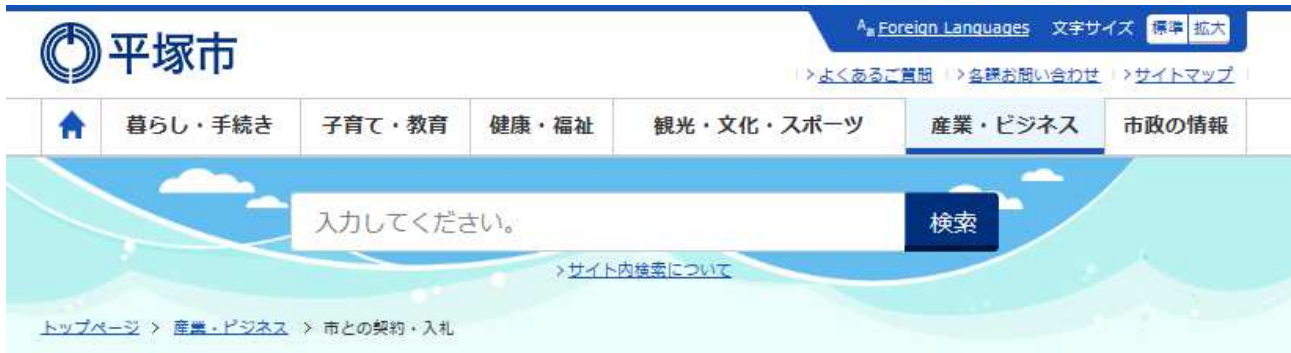 Aa Foreign Languages 文字サイズ 標準 拡大
平塚市
>よくあるご質問 >各課お問い合わせ >サイトマップ
暮らし・手続き 子育て・教育 健康・福祉 観光・文化・スポーツ 産業・ビジネス 市政の情報
入力してください。 検索
>サイト内検索について
トップページ > 産業・ビジネス > 市との契約・入札